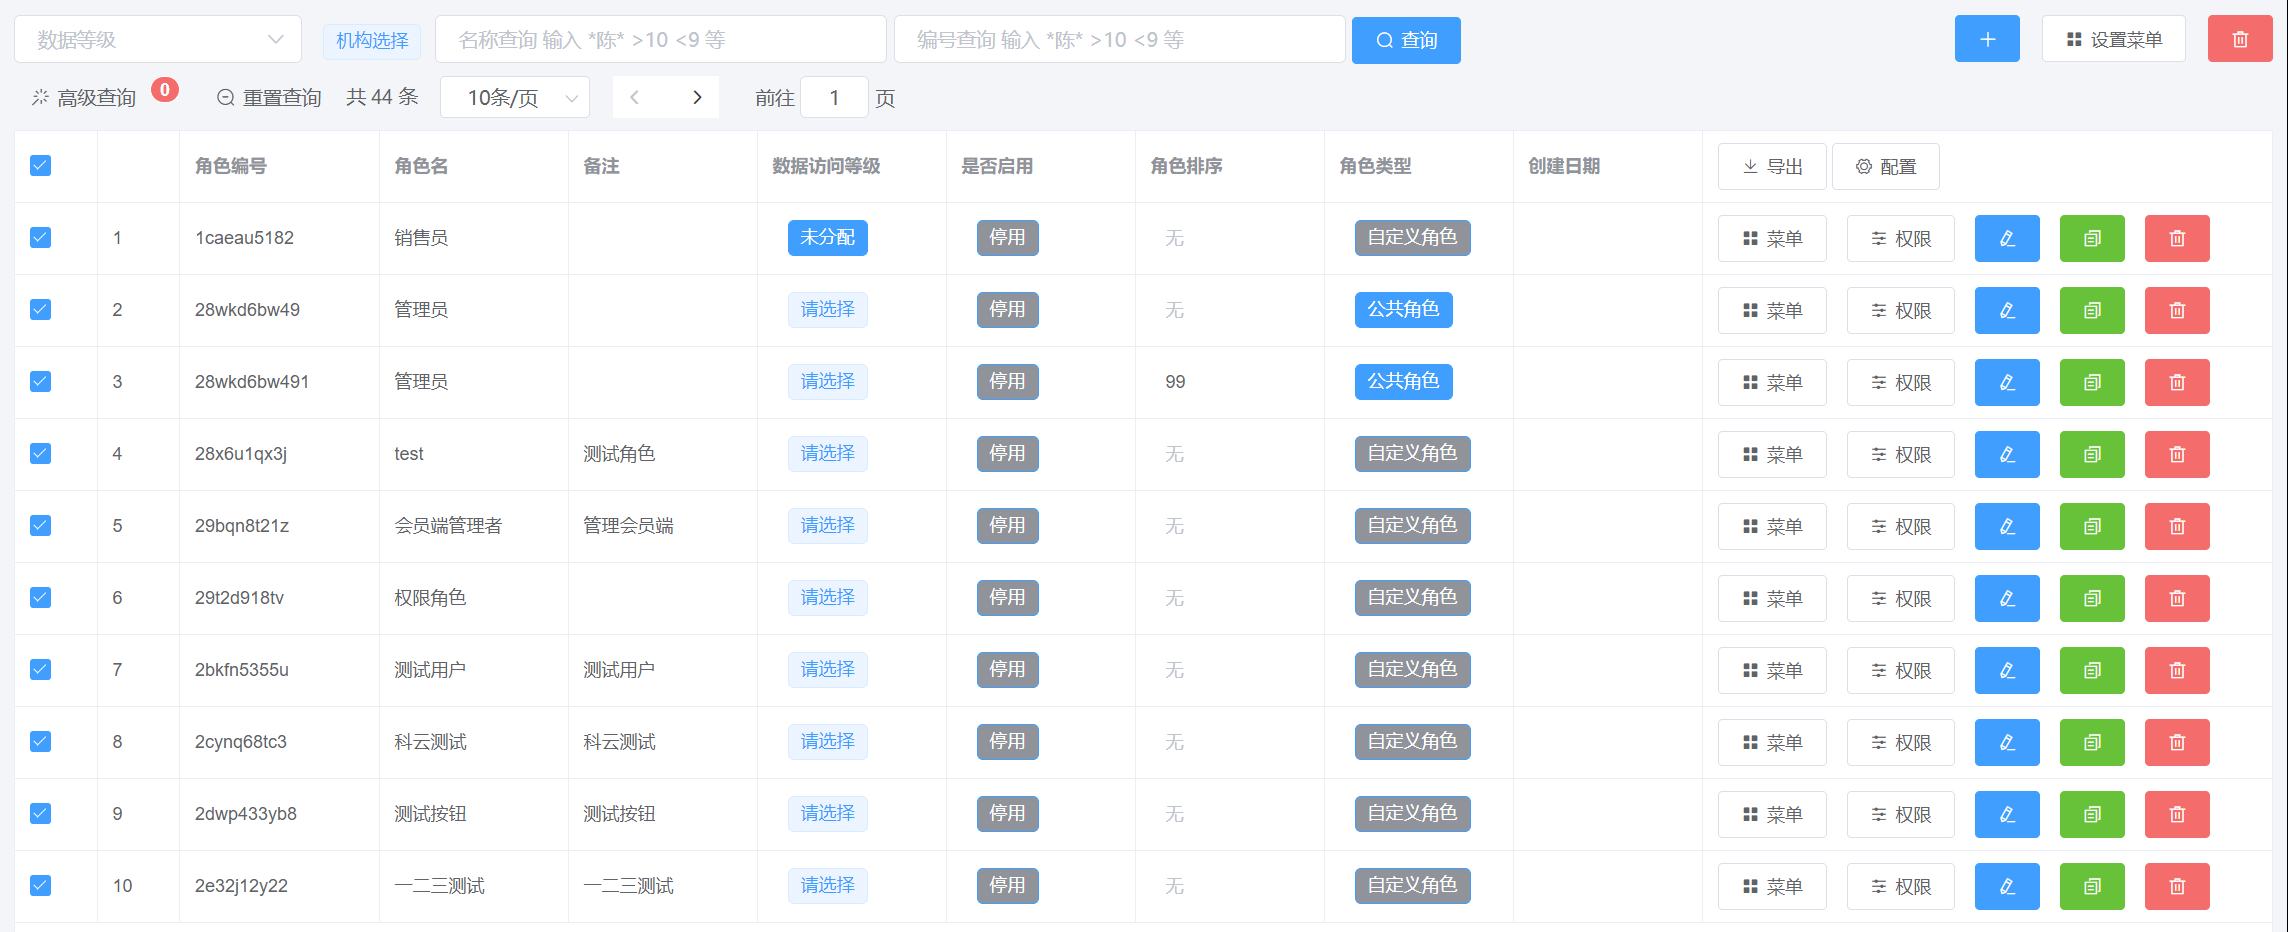 数据等级 机构选择 名称查询 输入 *陈* >10 <9 等 编号查询 输入 *陈* >10 <9 等 查询 设置菜单
高级查询 0 重置查询 共 44 条 10条/页 前往 1 页
角色编号 角色名 备注 数据访问等级 是否启用 角色排序 角色类型 创建日期 导出 配置
1 1caeau5182 销售员 未分配 停用 无 自定义角色 菜单 权限
2 28wkd6bw49 管理员 请选择 停用 无 公共角色 菜单 权限
3 28wkd6bw491 管理员 请选择 停用 99 公共角色 菜单 权限
4 28x6u1qx3j test 测试角色 请选择 停用 无 自定义角色 菜单 权限
5 29bqn8t21z 会员端管理者 管理会员端 请选择 停用 无 自定义角色 菜单 权限
6 29t2d918tv 权限角色 请选择 停用 无 自定义角色 菜单 权限
7 2bkfn5355u 测试用户 测试用户 请选择 停用 无 自定义角色 菜单 权限
8 2cynq68tc3 科云测试 科云测试 请选择 停用 无 自定义角色 菜单 权限
9 2dwp433yb8 测试按钮 测试按钮 请选择 停用 无 自定义角色 菜单 权限
10 2e32j12y22 一二三测试 一二三测试 请选择 停用 无 自定义角色 菜单 权限